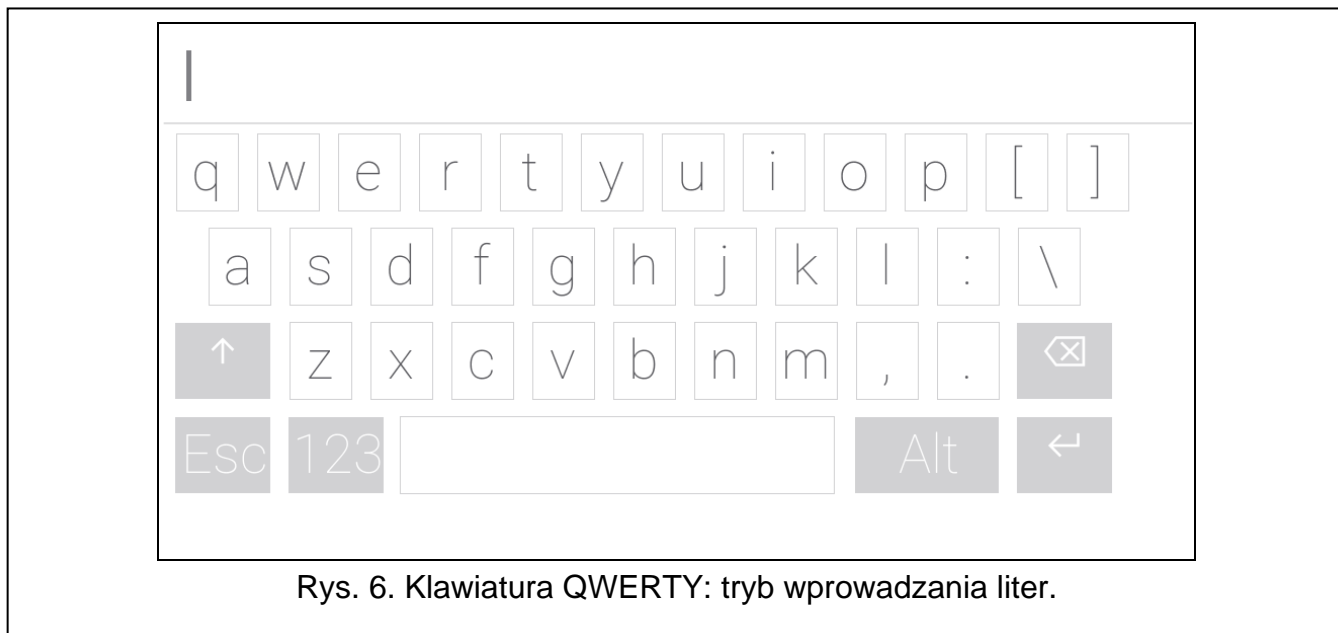 q w e r t y u i o p [ ]
a s d f g h j k l : \
↑ z x c v b n m , . ⌫
Esc 123 Alt ↵
Rys. 6. Klawiatura QWERTY: tryb wprowadzania liter.